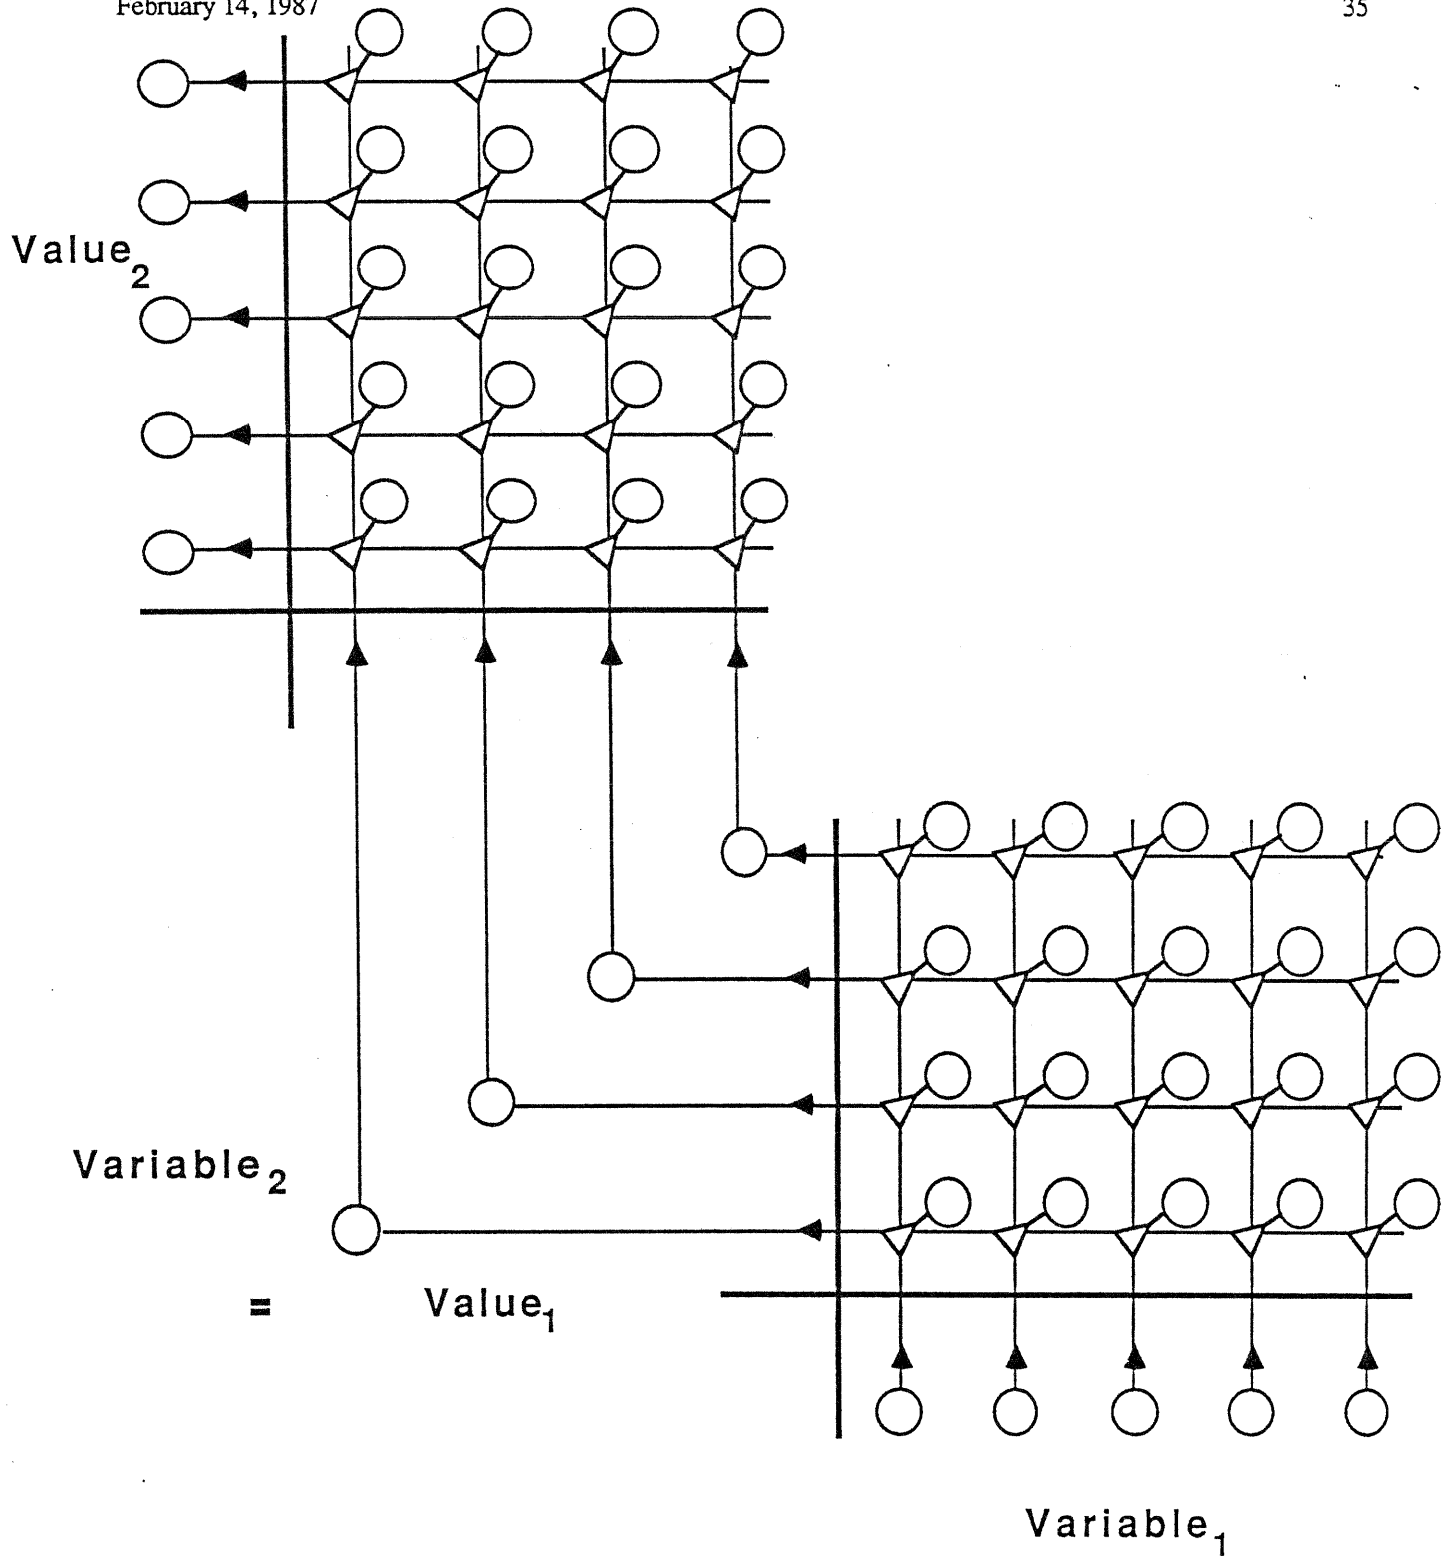 February 14, 1987
35
Value2
Variable2
= Value1
Variable1